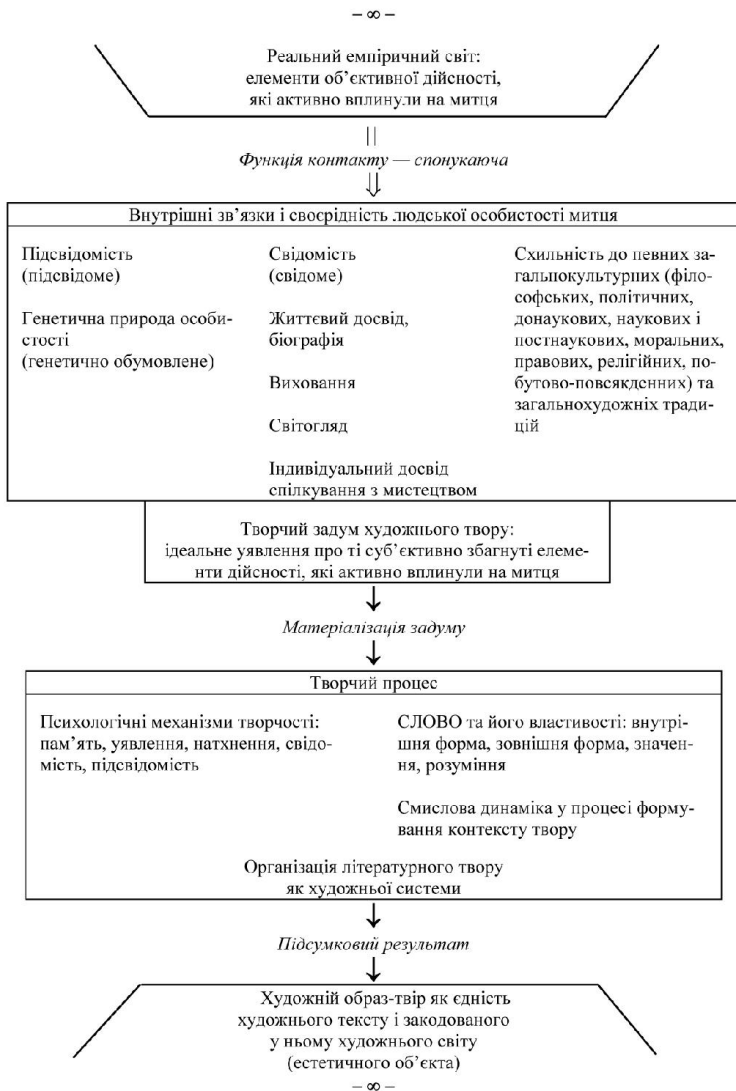 – ∞ –
Реальний емпіричний світ:
елементи об’єктивної дійсності,
які активно вплинули на митця
Функція контакту — спонукаюча
Внутрішні зв’язки і своєрідність людської особистості митця
Підсвідомість
(підсвідоме)
Генетична природа особи-
стості
(генетично обумовлене)
Свідомість
(свідоме)
Життєвий досвід,
біографія
Виховання
Світогляд
Індивідуальний досвід
спілкування з мистецтвом
Схильність до певних за-
гальнокультурних (філо-
софських, політичних,
донаукових, наукових і
постнаукових, моральних,
правових, релігійних, по-
бутово-повсякденних) та
загальнохудожніх тради-
цій
Творчий задум художнього твору:
ідеальне уявлення про ті суб’єктивно збагнуті елеме-
нти дійсності, які активно вплинули на митця
Матеріалізація задуму
Творчий процес
Психологічні механізми творчості:
пам’ять, уявлення, натхнення, свідо-
мість, підсвідомість
СЛОВО та його властивості: внутрі-
шня форма, зовнішня форма, значен-
ня, розуміння
Смислова динаміка у процесі форму-
вання контексту твору
Організація літературного твору
як художньої системи
Підсумковий результат
Художній образ-твір як єдність
художнього тексту і закодованого
у ньому художнього світу
(естетичного об’єкта)
– ∞ –